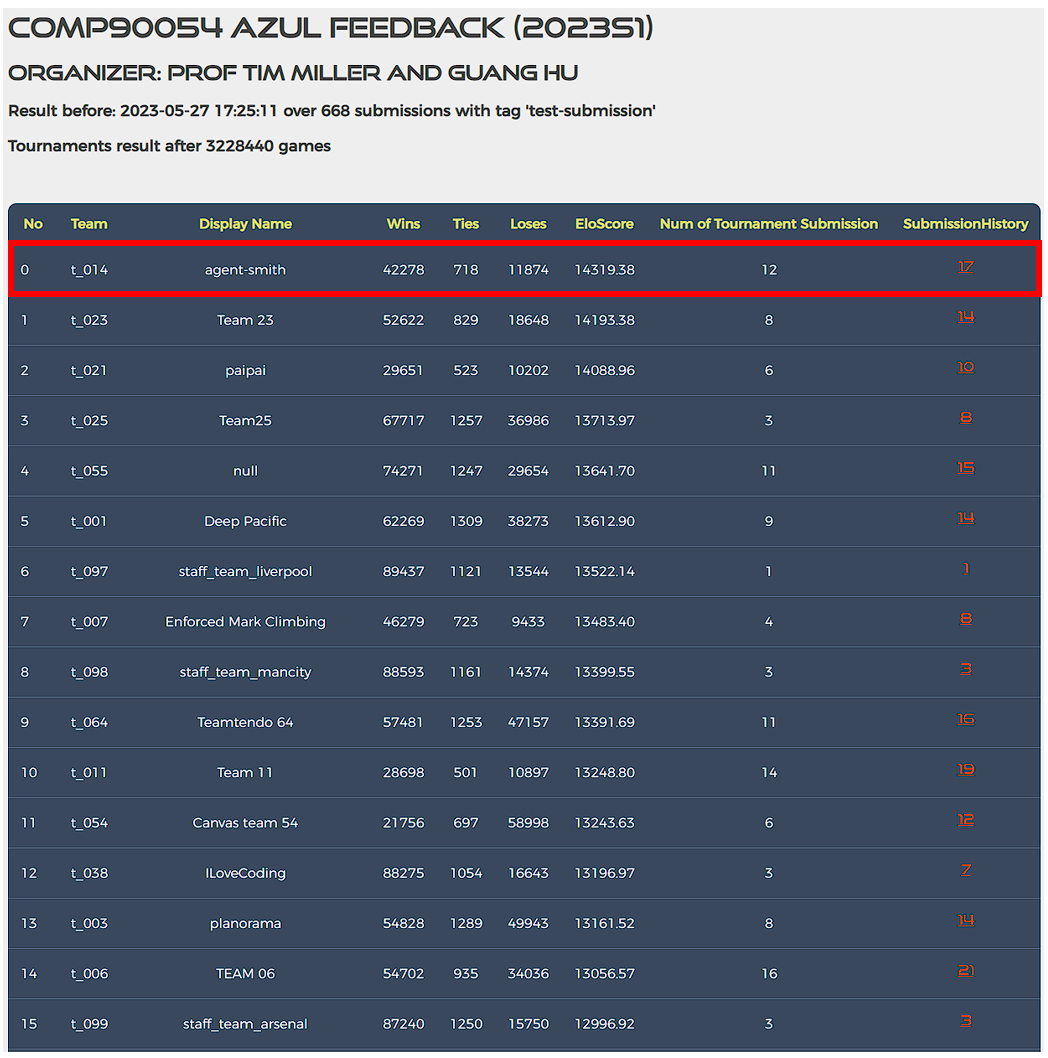 COMP90054 AZUL FEEDBACK (2023S1)
ORGANIZER: PROF TIM MILLER AND GUANG HU
Result before: 2023-05-27 17:25:11 over 668 submissions with tag 'test-submission'
Tournaments result after 3228440 games
No Team Display Name Wins Ties Loses EloScore Num of Tournament Submission SubmissionHistory
0 t_014 agent-smith 42278 718 11874 14319.38 12 17
1 t_023 Team 23 52622 829 18648 14193.38 8 14
2 t_021 paipai 29651 523 10202 14088.96 6 10
3 t_025 Team25 67717 1257 36986 13713.97 3 8
4 t_055 null 74271 1247 29654 13641.70 11 15
5 t_001 Deep Pacific 62269 1309 38273 13612.90 9 14
6 t_097 staff_team_liverpool 89437 1121 13544 13522.14 1 1
7 t_007 Enforced Mark Climbing 46279 723 9433 13483.40 4 8
8 t_098 staff_team_mancity 88593 1161 14374 13399.55 3 3
9 t_064 Teamtendo 64 57481 1253 47157 13391.69 11 16
10 t_011 Team 11 28698 501 10897 13248.80 14 19
11 t_054 Canvas team 54 21756 697 58998 13243.63 6 12
12 t_038 ILoveCoding 88275 1054 16643 13196.97 3 7
13 t_003 planorama 54828 1289 49943 13161.52 8 14
14 t_006 TEAM 06 54702 935 34036 13056.57 16 21
15 t_099 staff_team_arsenal 87240 1250 15750 12996.92 3 3